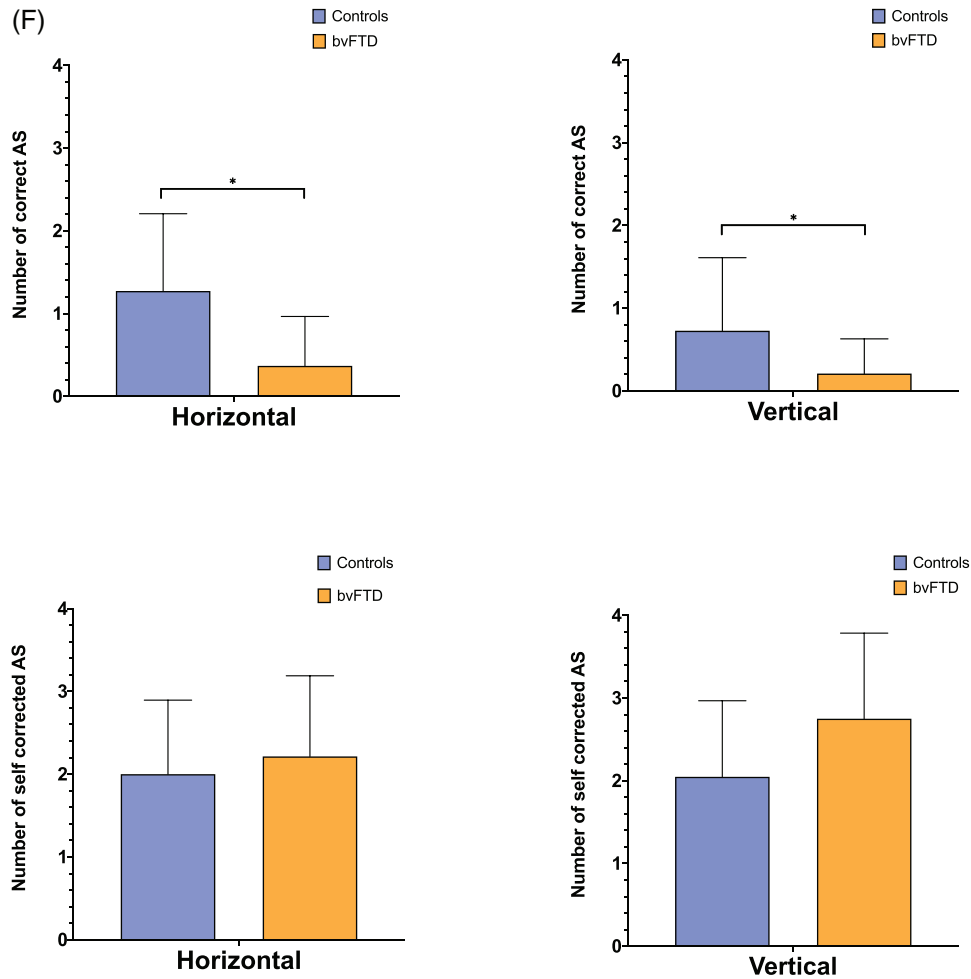 (F)
Controls
bvFTD
Number of correct AS
4
3
2
1
0
*
Horizontal
Controls
bvFTD
Number of correct AS
4
3
2
1
0
*
Vertical
Controls
bvFTD
Number of self corrected AS
4
3
2
1
0
Horizontal
Controls
bvFTD
Number of self corrected AS
4
3
2
1
0
Vertical